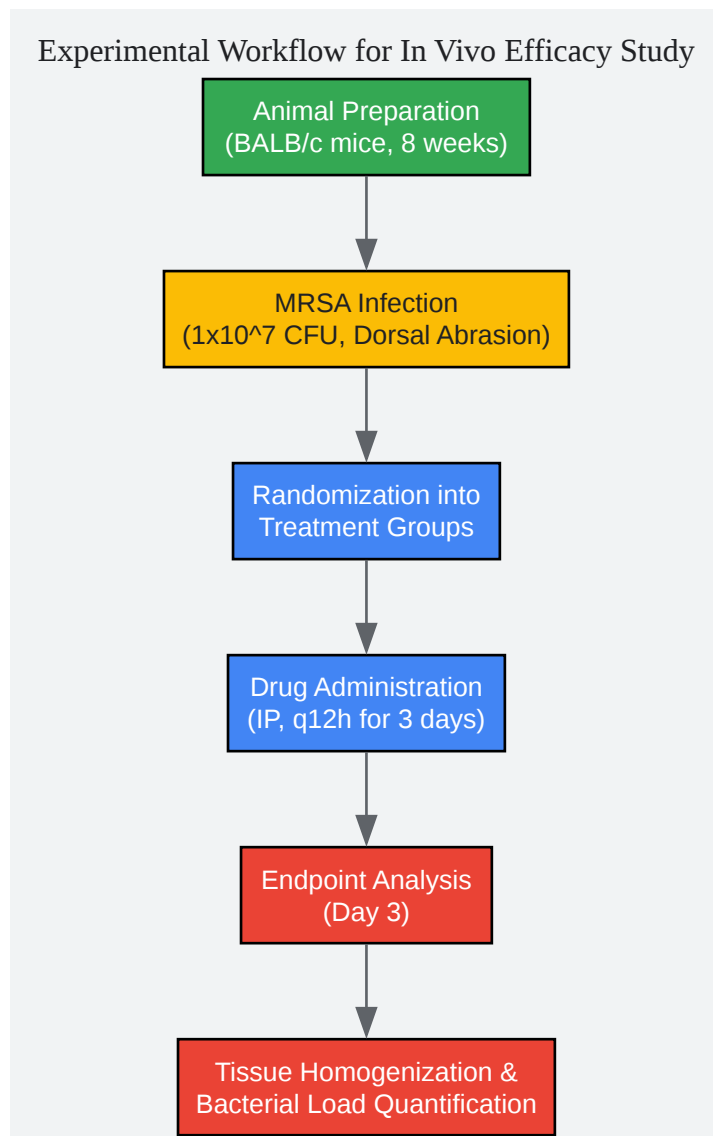 Experimental Workflow for In Vivo Efficacy Study
Animal Preparation
(BALB/c mice, 8 weeks)
MRSA Infection
(1x10^7 CFU, Dorsal Abrasion)
Randomization into
Treatment Groups
Drug Administration
(IP, q12h for 3 days)
Endpoint Analysis
(Day 3)
Tissue Homogenization &
Bacterial Load Quantification